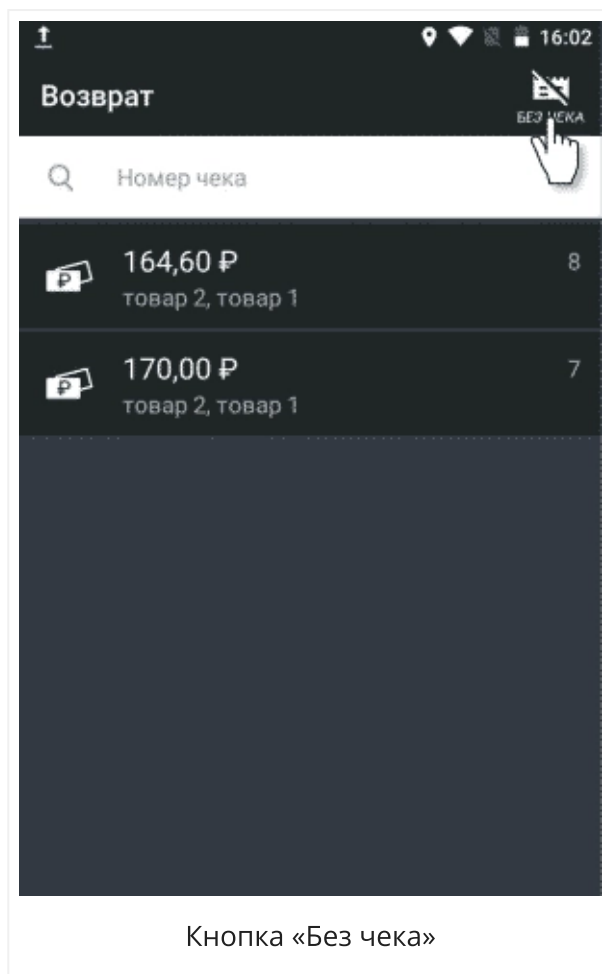 16:02
Возврат
БЕЗ ЧЕКА
Номер чека
164,60 ₽ 8
товар 2, товар 1
170,00 ₽ 7
товар 2, товар 1
Кнопка «Без чека»